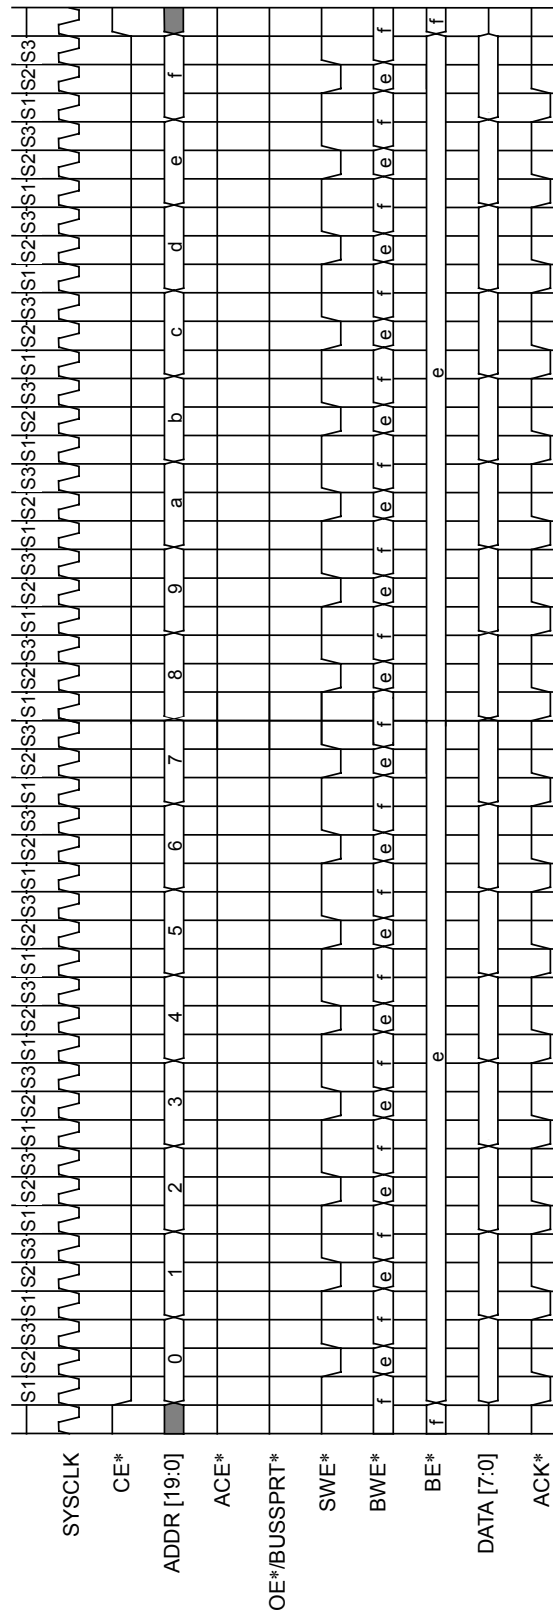 S1 S2 S3 S1 S2 S3 S1 S2 S3 S1 S2 S3 S1 S2 S3 S1 S2 S3 S1 S2 S3 S1 S2 S3 S1 S2 S3 S1 S2 S3 S1 S2 S3 S1 S2 S3 S1 S2 S3 S1 S2 S3 S1 S2 S3 S1 S2 S3
SYSCLK
CE*
ADDR [19:0] 0 1 2 3 4 5 6 7 8 9 a b c d e f
ACE*
OE*/BUSSPRT*
SWE*
BWE* f e f e f e f e f e f e f e f e f e f e f e f e f e f e f e f e f
BE* f e e f
DATA [7:0]
ACK*